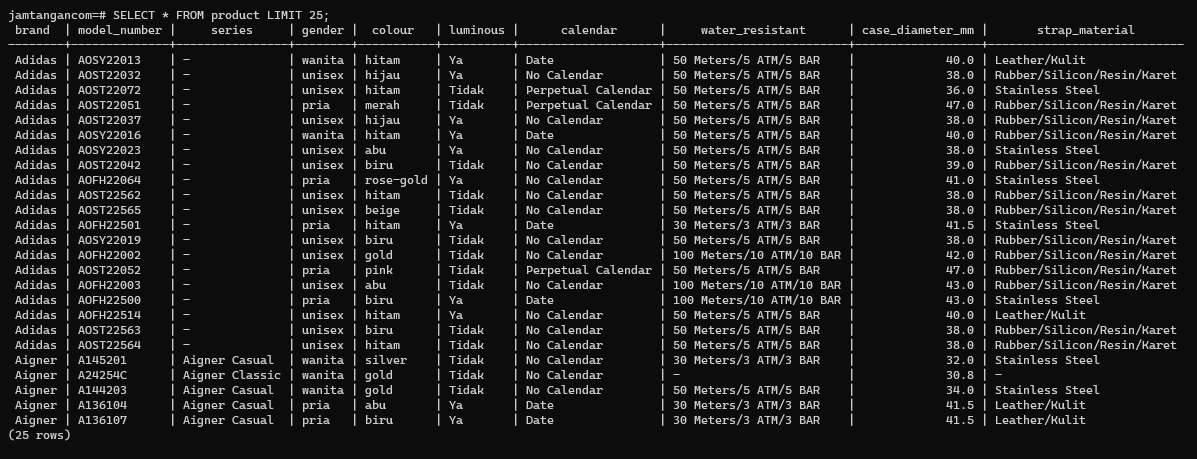 jamtangancom=# SELECT * FROM product LIMIT 25;
 brand  | model_number |     series     | gender |  colour   | luminous |      calendar      |     water_resistant     | case_diameter_mm |      strap_material
--------+--------------+----------------+--------+-----------+----------+--------------------+-------------------------+------------------+---------------------------
 Adidas | AOSY22013    | -              | wanita | hitam     | Ya       | Date               | 50 Meters/5 ATM/5 BAR   |             40.0 | Leather/Kulit
 Adidas | AOST22032    | -              | unisex | hijau     | Ya       | No Calendar        | 50 Meters/5 ATM/5 BAR   |             38.0 | Rubber/Silicon/Resin/Karet
 Adidas | AOST22072    | -              | unisex | hitam     | Tidak    | Perpetual Calendar | 50 Meters/5 ATM/5 BAR   |             36.0 | Stainless Steel
 Adidas | AOST22051    | -              | pria   | merah     | Tidak    | Perpetual Calendar | 50 Meters/5 ATM/5 BAR   |             47.0 | Rubber/Silicon/Resin/Karet
 Adidas | AOST22037    | -              | unisex | hijau     | Ya       | No Calendar        | 50 Meters/5 ATM/5 BAR   |             38.0 | Rubber/Silicon/Resin/Karet
 Adidas | AOSY22016    | -              | wanita | hitam     | Ya       | Date               | 50 Meters/5 ATM/5 BAR   |             40.0 | Rubber/Silicon/Resin/Karet
 Adidas | AOSY22023    | -              | unisex | abu       | Ya       | No Calendar        | 50 Meters/5 ATM/5 BAR   |             38.0 | Stainless Steel
 Adidas | AOST22042    | -              | unisex | biru      | Tidak    | No Calendar        | 50 Meters/5 ATM/5 BAR   |             39.0 | Rubber/Silicon/Resin/Karet
 Adidas | AOFH22064    | -              | pria   | rose-gold | Ya       | No Calendar        | 50 Meters/5 ATM/5 BAR   |             41.0 | Stainless Steel
 Adidas | AOST22562    | -              | unisex | hitam     | Tidak    | No Calendar        | 50 Meters/5 ATM/5 BAR   |             38.0 | Rubber/Silicon/Resin/Karet
 Adidas | AOST22565    | -              | unisex | beige     | Tidak    | No Calendar        | 50 Meters/5 ATM/5 BAR   |             38.0 | Rubber/Silicon/Resin/Karet
 Adidas | AOFH22501    | -              | pria   | hitam     | Ya       | Date               | 30 Meters/3 ATM/3 BAR   |             41.5 | Stainless Steel
 Adidas | AOSY22019    | -              | unisex | biru      | Tidak    | No Calendar        | 50 Meters/5 ATM/5 BAR   |             38.0 | Rubber/Silicon/Resin/Karet
 Adidas | AOFH22002    | -              | unisex | gold      | Tidak    | No Calendar        | 100 Meters/10 ATM/10 BAR |             42.0 | Rubber/Silicon/Resin/Karet
 Adidas | AOST22052    | -              | pria   | pink      | Tidak    | Perpetual Calendar | 50 Meters/5 ATM/5 BAR   |             47.0 | Rubber/Silicon/Resin/Karet
 Adidas | AOFH22003    | -              | unisex | abu       | Tidak    | No Calendar        | 100 Meters/10 ATM/10 BAR |             43.0 | Rubber/Silicon/Resin/Karet
 Adidas | AOFH22500    | -              | pria   | biru      | Ya       | Date               | 100 Meters/10 ATM/10 BAR |             43.0 | Stainless Steel
 Adidas | AOFH22514    | -              | unisex | hitam     | Ya       | No Calendar        | 50 Meters/5 ATM/5 BAR   |             40.0 | Leather/Kulit
 Adidas | AOST22563    | -              | unisex | biru      | Tidak    | No Calendar        | 50 Meters/5 ATM/5 BAR   |             38.0 | Rubber/Silicon/Resin/Karet
 Adidas | AOST22564    | -              | unisex | hitam     | Tidak    | No Calendar        | 50 Meters/5 ATM/5 BAR   |             38.0 | Rubber/Silicon/Resin/Karet
 Aigner | A145201      | Aigner Casual  | wanita | silver    | Tidak    | No Calendar        | 30 Meters/3 ATM/3 BAR   |             32.0 | Stainless Steel
 Aigner | A24254C      | Aigner Classic | wanita | gold      | Tidak    | No Calendar        | -                       |             30.8 | -
 Aigner | A144203      | Aigner Casual  | wanita | gold      | Tidak    | No Calendar        | 50 Meters/5 ATM/5 BAR   |             34.0 | Stainless Steel
 Aigner | A136104      | Aigner Casual  | pria   | abu       | Ya       | Date               | 30 Meters/3 ATM/3 BAR   |             41.5 | Leather/Kulit
 Aigner | A136107      | Aigner Casual  | pria   | biru      | Ya       | Date               | 30 Meters/3 ATM/3 BAR   |             41.5 | Leather/Kulit
(25 rows)